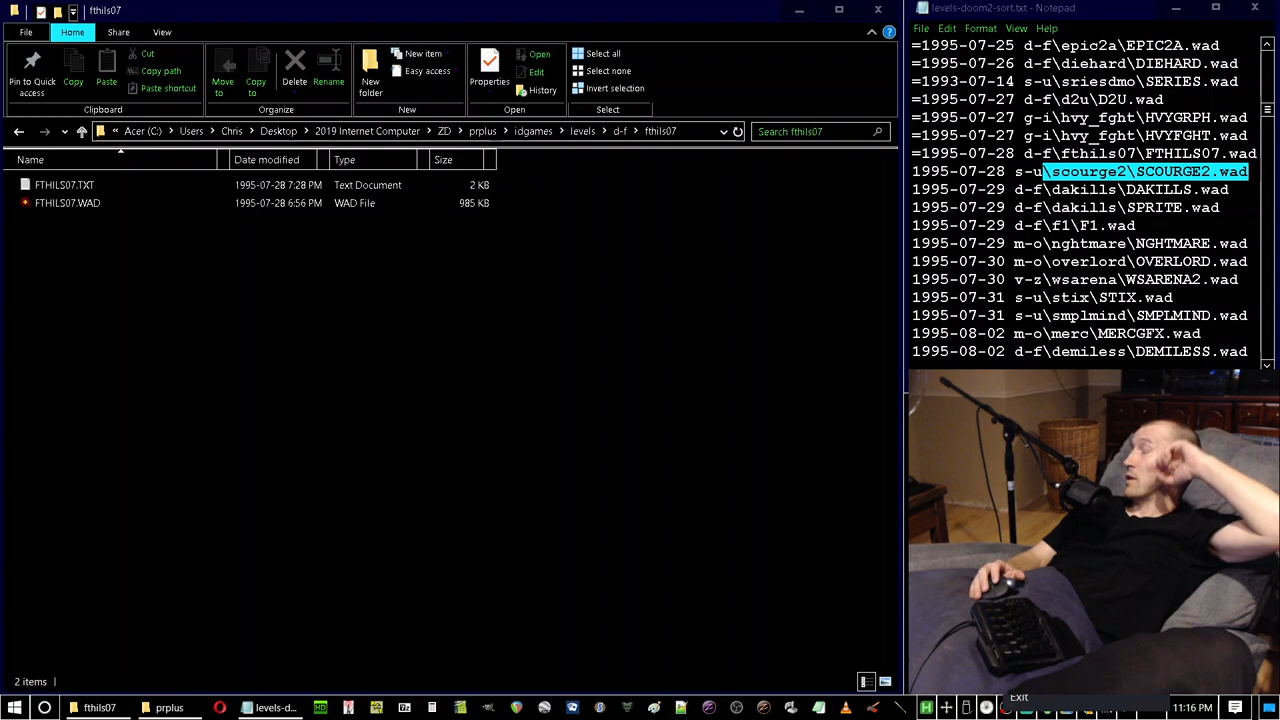 fthils07
File
Home
Share
View
Pin to Quick access
Copy
Paste
Cut
Copy path
Paste shortcut
Clipboard
Move to
Copy to
Delete
Rename
Organize
New folder
New item
Easy access
New
Properties
Open
Edit
History
Open
Select all
Select none
Invert selection
Select
« Acer (C:) > Users > Chris > Desktop > 2019 Internet Computer > ZD > prplus > idgames > levels > d-f > fthils07
Search fthils07
Name Date modified Type Size
FTHILS07.TXT 1995-07-28 7:28 PM Text Document 2 KB
FTHILS07.WAD 1995-07-28 6:56 PM WAD File 985 KB
2 items
levels-doom2-sort.txt - Notepad
File Edit Format View Help
=1995-07-25 d-f\epic2a\EPIC2A.wad
=1995-07-26 d-f\diehard\DIEHARD.wad
=1993-07-14 s-u\sriesdmo\SERIES.wad
=1995-07-27 d-f\d2u\D2U.wad
=1995-07-27 g-i\hvy_fght\HVYGRPH.wad
=1995-07-27 g-i\hvy_fght\HVYFGHT.wad
=1995-07-28 d-f\fthils07\FTHILS07.wad
1995-07-28 s-u\scourge2\SCOURGE2.wad
1995-07-29 d-f\dakills\DAKILLS.wad
1995-07-29 d-f\dakills\SPRITE.wad
1995-07-29 d-f\f1\F1.wad
1995-07-29 m-o\nghtmare\NGHTMARE.wad
1995-07-30 m-o\overlord\OVERLORD.wad
1995-07-30 v-z\wsarena\WSARENA2.wad
1995-07-31 s-u\stix\STIX.wad
1995-07-31 s-u\smplmind\SMPLMIND.wad
1995-08-02 m-o\merc\MERCGFX.wad
1995-08-02 d-f\demiless\DEMILESS.wad
Exit
fthils07
prplus
levels-d...
HD
11:16 PM